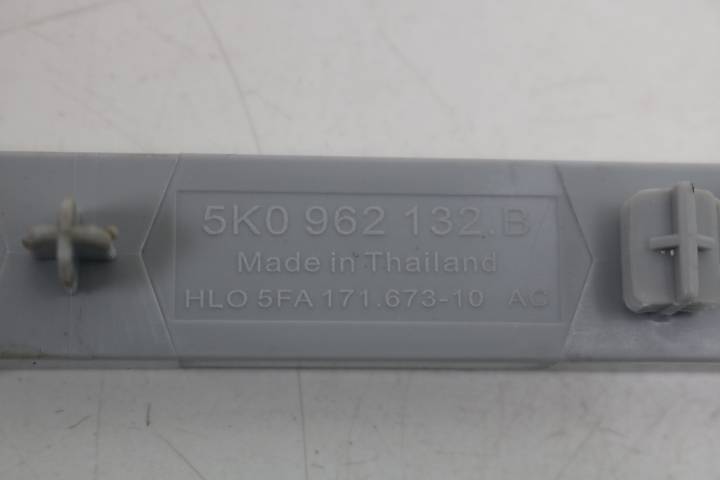 5K0 962 132.B
Made in Thailand
HLO 5FA 171.673-10 AC